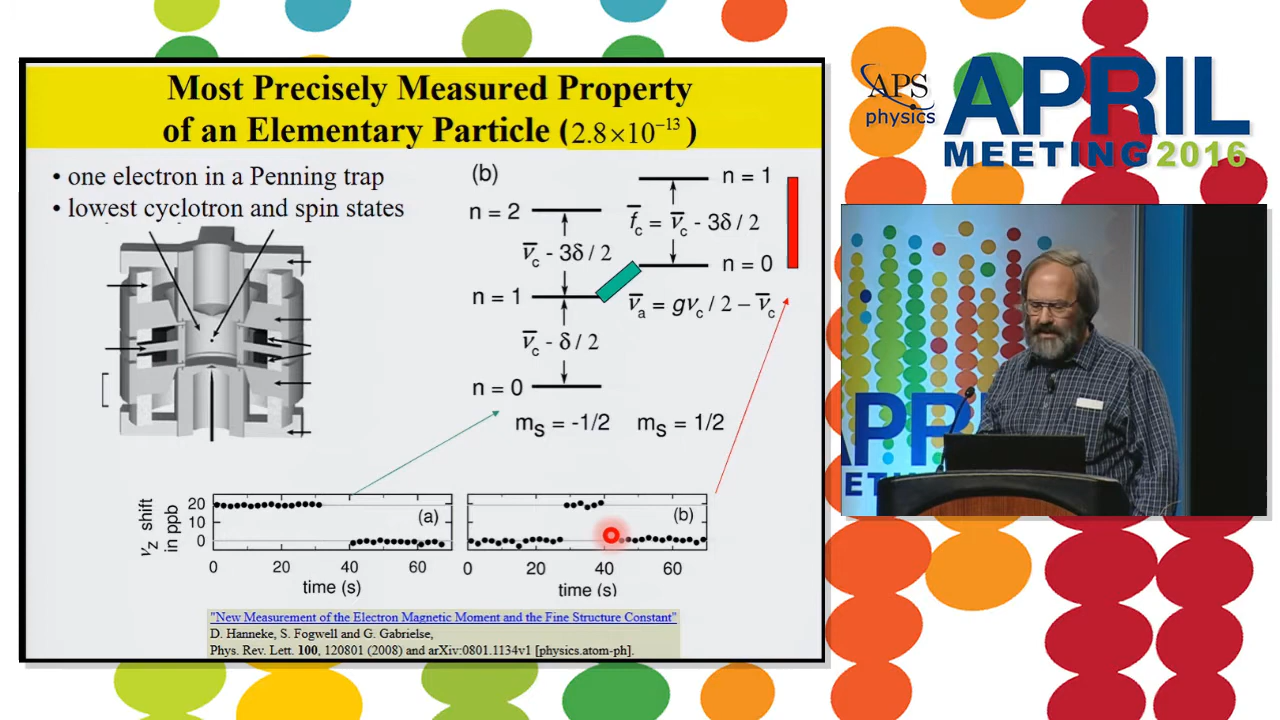 Most Precisely Measured Property
of an Elementary Particle (2.8×10⁻¹³)
• one electron in a Penning trap
• lowest cyclotron and spin states
(b)
n = 2
ν̅c - 3δ / 2
n = 1
ν̅c - δ / 2
n = 0
n = 1
f̅c = ν̅c - 3δ / 2
n = 0
ν̅a = gνc / 2 – ν̅c
mS = -1/2 mS = 1/2
νz shift
in ppb
20
10
0
(a)
0 20 40 60
time (s)
(b)
0 20 40 60
time (s)
"New Measurement of the Electron Magnetic Moment and the Fine Structure Constant"
D. Hanneke, S. Fogwell and G. Gabrielse,
Phys. Rev. Lett. 100, 120801 (2008) and arXiv:0801.1134v1 [physics.atom-ph].
APS
physics
APRIL
MEETING 2016